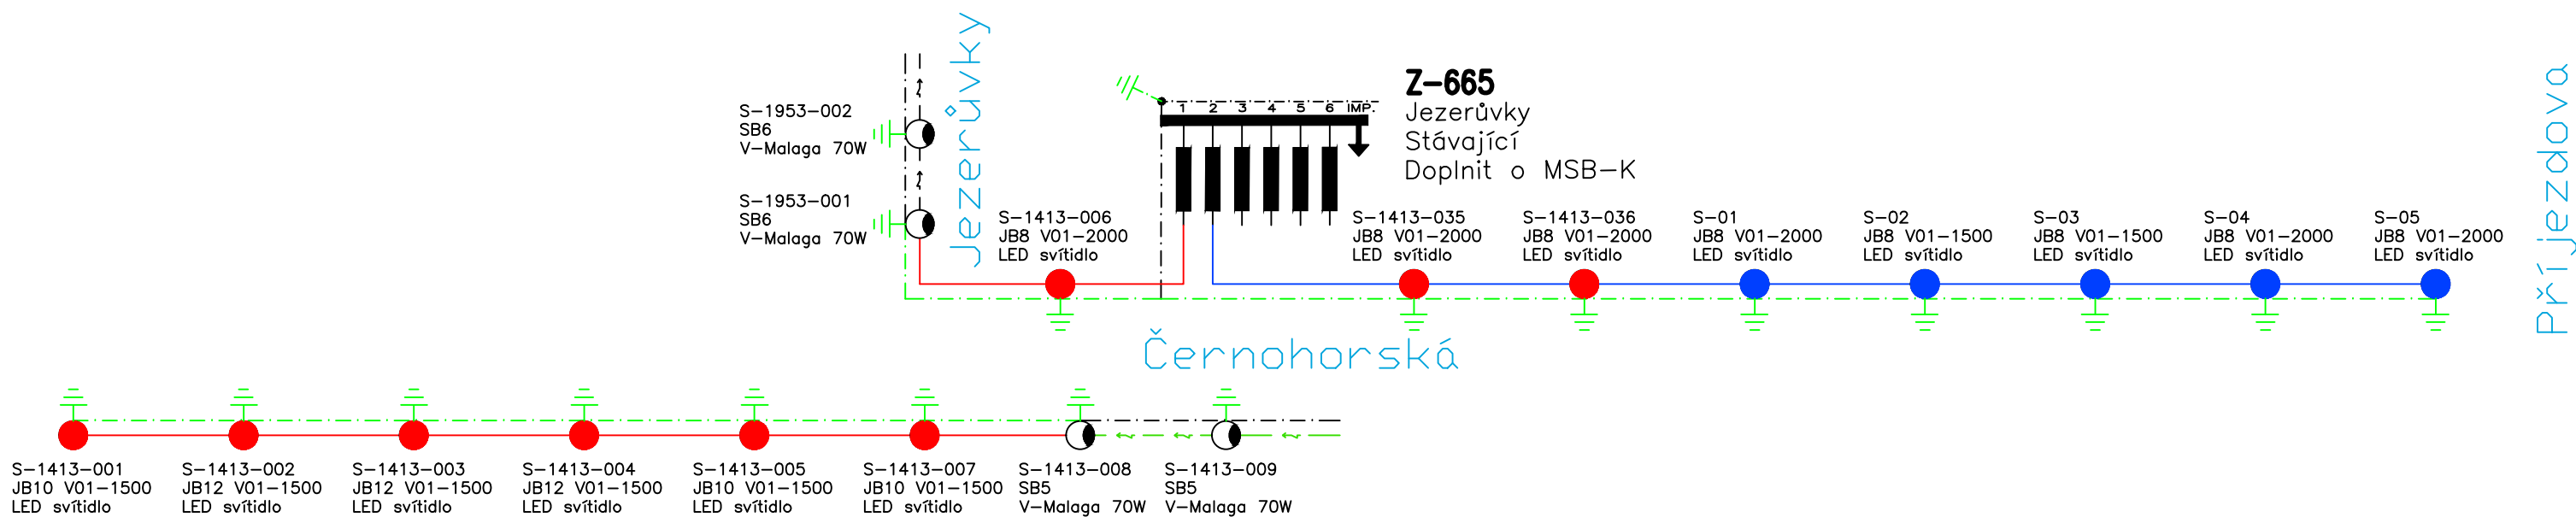 Jezerůvky
S-1953-002
SB6
V-Malaga 70W
S-1953-001
SB6
V-Malaga 70W
1 2 3 4 5 6 IMP.
Z-665
Jezerůvky
Stávající
Doplnit o MSB-K
S-1413-006
JB8 V01-2000
LED svítidlo
S-1413-035
JB8 V01-2000
LED svítidlo
S-1413-036
JB8 V01-2000
LED svítidlo
S-01
JB8 V01-2000
LED svítidlo
S-02
JB8 V01-1500
LED svítidlo
S-03
JB8 V01-1500
LED svítidlo
S-04
JB8 V01-2000
LED svítidlo
S-05
JB8 V01-2000
LED svítidlo
Příjezdova
Černohorská
S-1413-001
JB10 V01-1500
LED svítidlo
S-1413-002
JB12 V01-1500
LED svítidlo
S-1413-003
JB12 V01-1500
LED svítidlo
S-1413-004
JB12 V01-1500
LED svítidlo
S-1413-005
JB10 V01-1500
LED svítidlo
S-1413-007
JB10 V01-1500
LED svítidlo
S-1413-008
SB5
V-Malaga 70W
S-1413-009
SB5
V-Malaga 70W